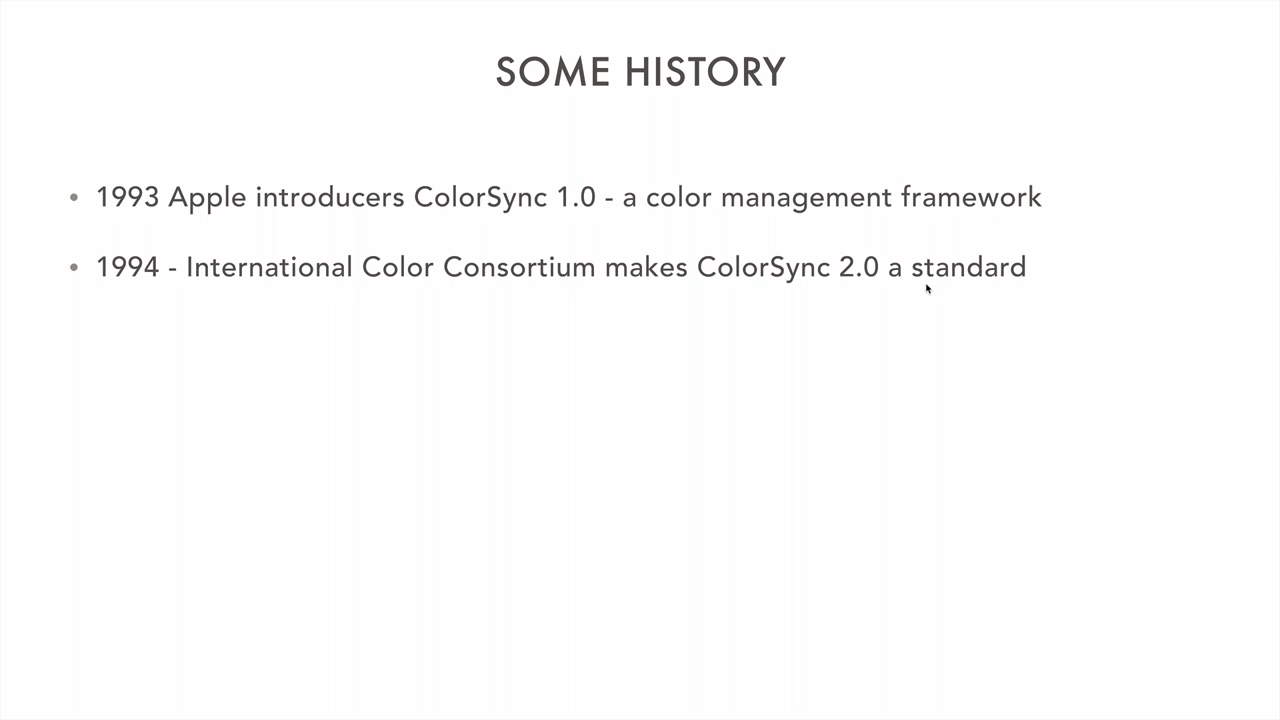 SOME HISTORY
• 1993 Apple introducers ColorSync 1.0 - a color management framework
• 1994 - International Color Consortium makes ColorSync 2.0 a standard